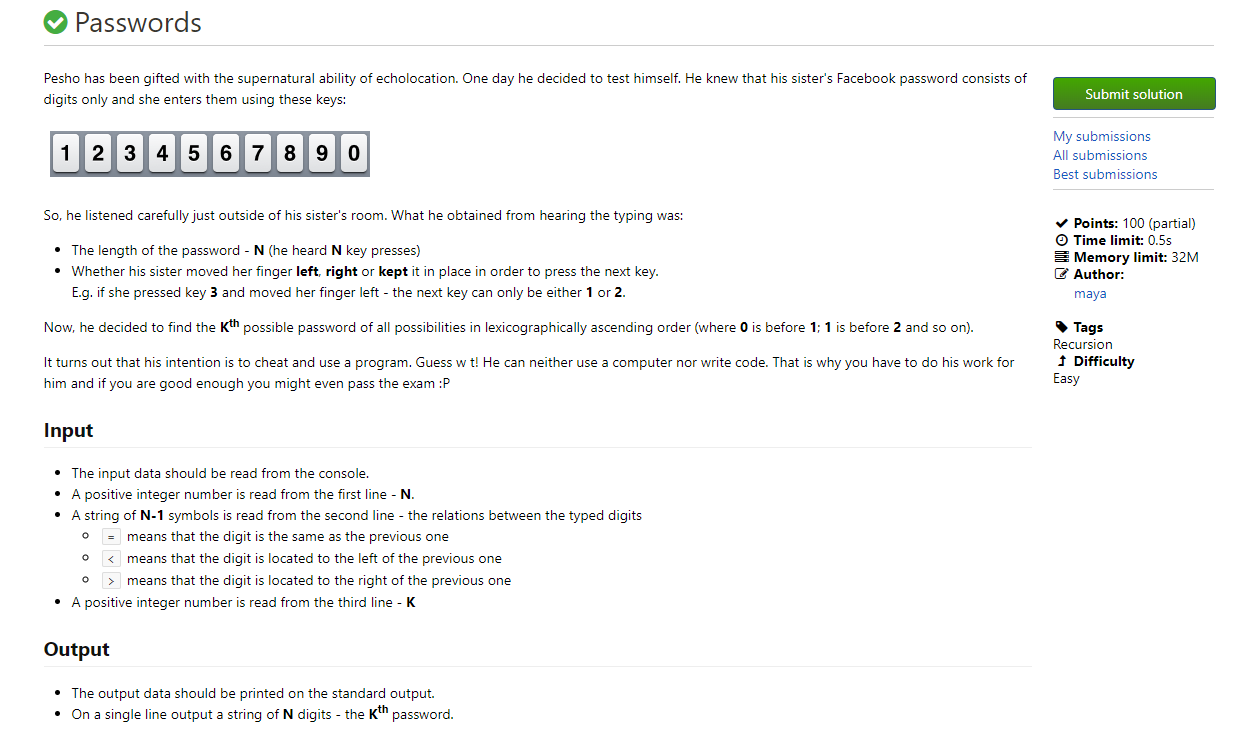 Passwords
Pesho has been gifted with the supernatural ability of echolocation. One day he decided to test himself. He knew that his sister's Facebook password consists of
digits only and she enters them using these keys:
1 2 3 4 5 6 7 8 9 0
So, he listened carefully just outside of his sister's room. What he obtained from hearing the typing was:
• The length of the password - N (he heard N key presses)
• Whether his sister moved her finger left, right or kept it in place in order to press the next key.
E.g. if she pressed key 3 and moved her finger left - the next key can only be either 1 or 2.
Now, he decided to find the Kth possible password of all possibilities in lexicographically ascending order (where 0 is before 1; 1 is before 2 and so on).
It turns out that his intention is to cheat and use a program. Guess w t! He can neither use a computer nor write code. That is why you have to do his work for
him and if you are good enough you might even pass the exam :P
Input
• The input data should be read from the console.
• A positive integer number is read from the first line - N.
• A string of N-1 symbols is read from the second line - the relations between the typed digits
= means that the digit is the same as the previous one
< means that the digit is located to the left of the previous one
> means that the digit is located to the right of the previous one
• A positive integer number is read from the third line - K
Output
• The output data should be printed on the standard output.
• On a single line output a string of N digits - the Kth password.
Submit solution
My submissions
All submissions
Best submissions
Points: 100 (partial)
Time limit: 0.5s
Memory limit: 32M
Author:
maya
Tags
Recursion
Difficulty
Easy